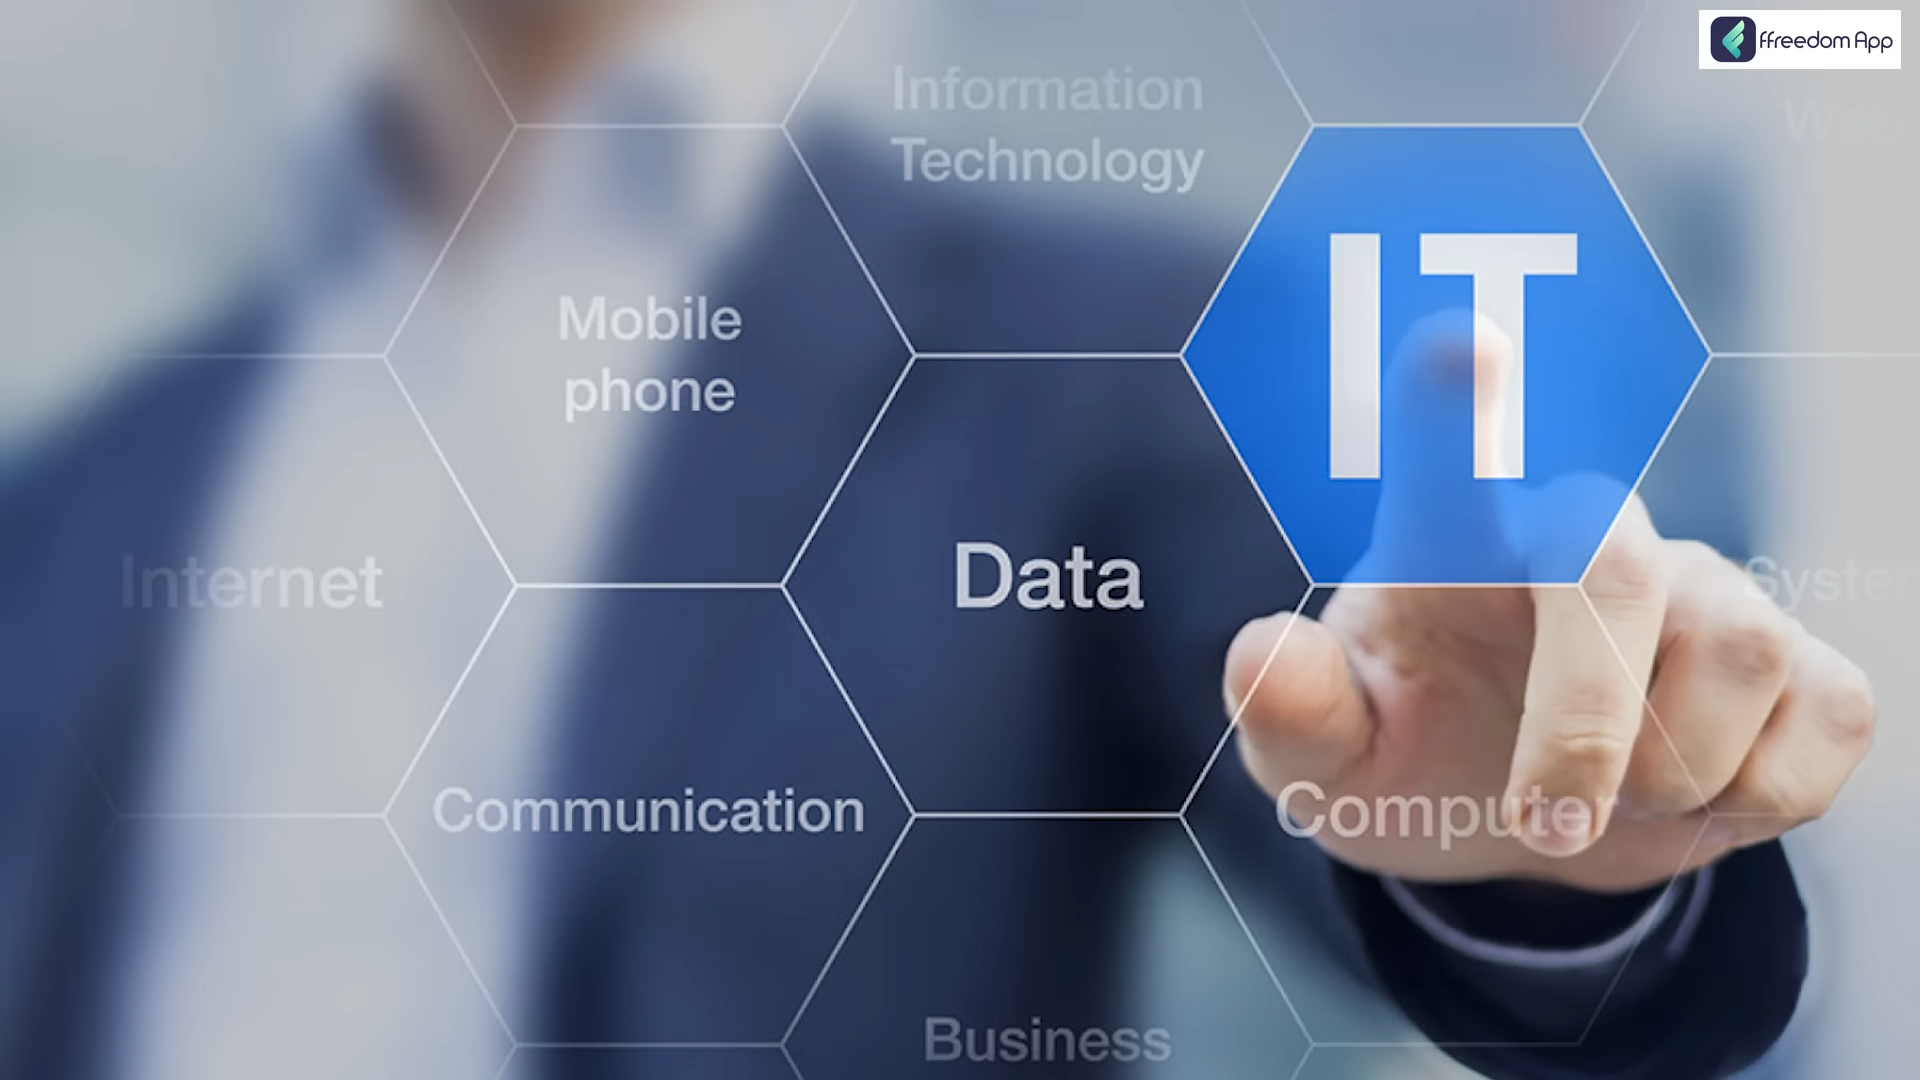 ffreedom App
Information
Technology
IT
Mobile
phone
Internet
Data
Communication
Computer
Business